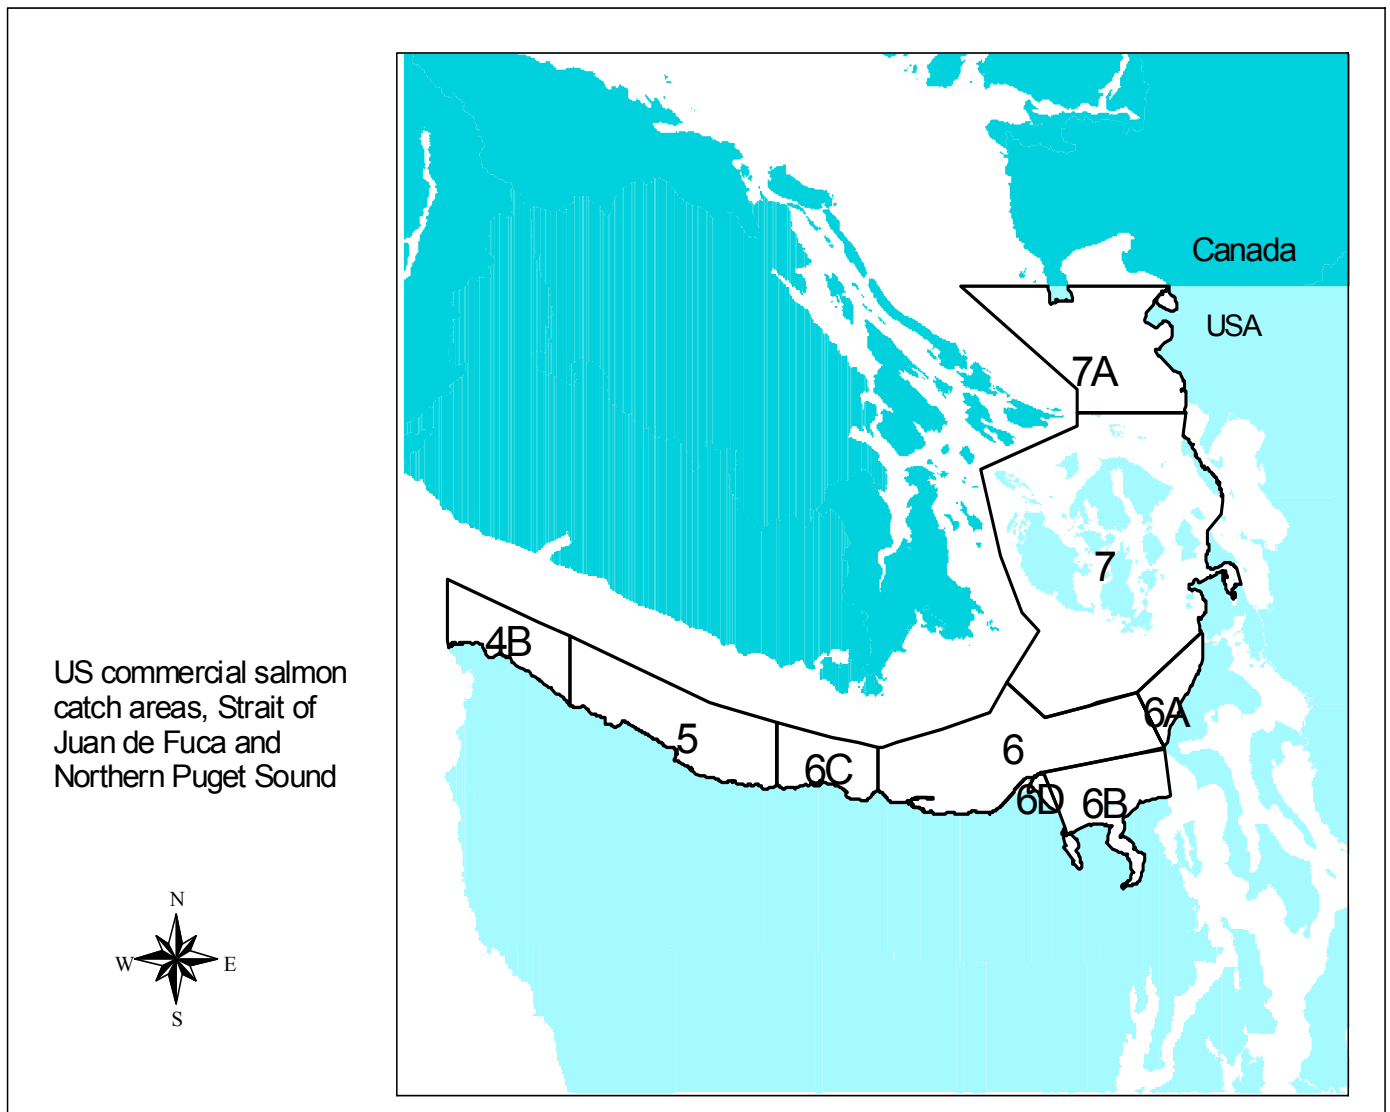 Canada
USA
7A
7
4B
US commercial salmon
catch areas, Strait of
Juan de Fuca and
Northern Puget Sound
5
6
6A
6C
6D
6B
N
W
E
S